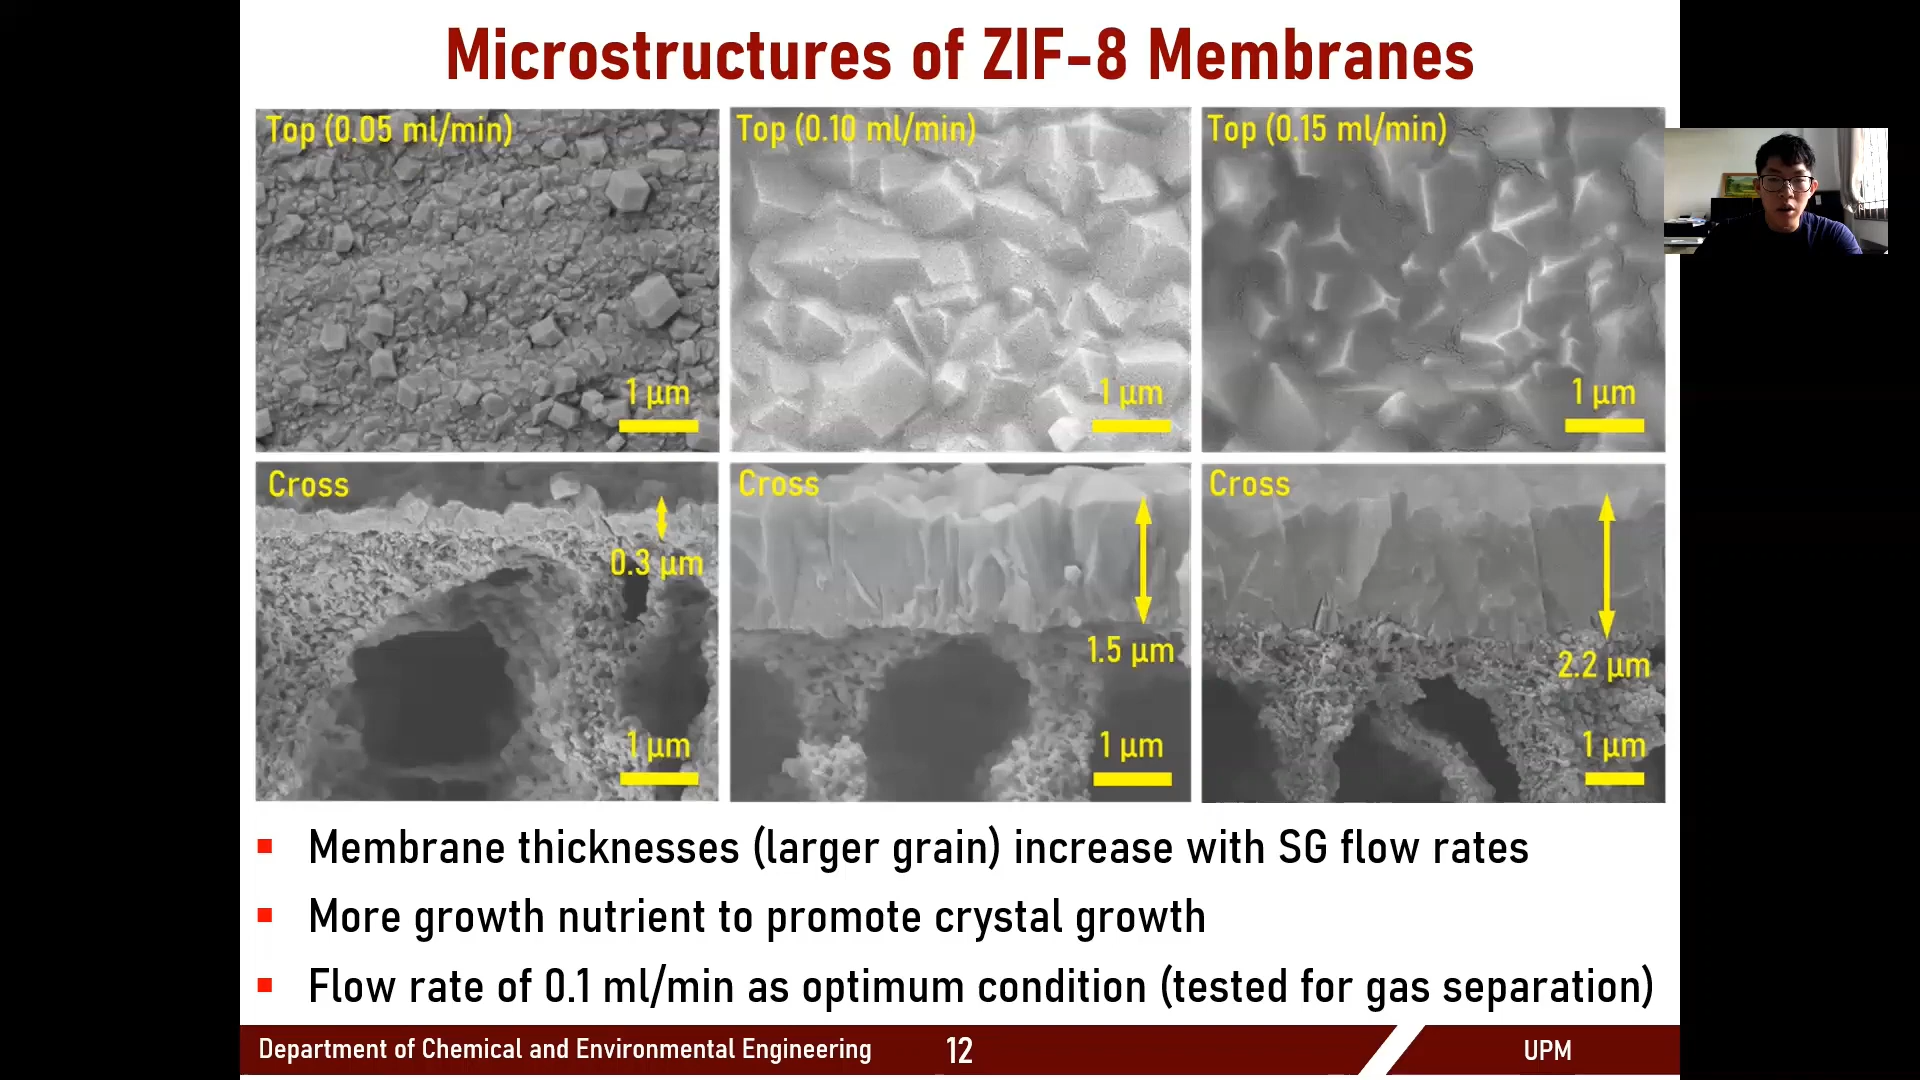 Microstructures of ZIF-8 Membranes
Top (0.05 ml/min)
Top (0.10 ml/min)
Top (0.15 ml/min)
1 µm
1 µm
1 µm
Cross
Cross
Cross
0.3 µm
1.5 µm
2.2 µm
1 µm
1 µm
1 µm
Membrane thicknesses (larger grain) increase with SG flow rates
More growth nutrient to promote crystal growth
Flow rate of 0.1 ml/min as optimum condition (tested for gas separation)
Department of Chemical and Environmental Engineering
12
UPM